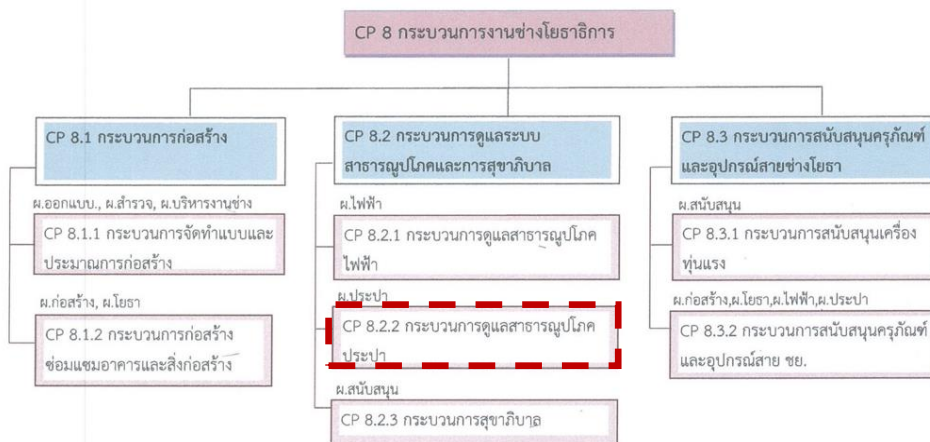 CP 8 กระบวนการงานช่างโยธาธิการ
CP 8.1 กระบวนการก่อสร้าง
ผ.ออกแบบ., ผ.สำรวจ, ผ.บริหารงานช่าง
CP 8.1.1 กระบวนการจัดทำแบบและ
ประมาณการก่อสร้าง
ผ.ก่อสร้าง, ผ.โยธา
CP 8.1.2 กระบวนการก่อสร้าง
ซ่อมแซมอาคารและสิ่งก่อสร้าง
CP 8.2 กระบวนการดูแลระบบ
สาธารณูปโภคและการสุขาภิบาล
ผ.ไฟฟ้า
CP 8.2.1 กระบวนการดูแลสาธารณูปโภค
ไฟฟ้า
ผ.ประปา
CP 8.2.2 กระบวนการดูแลสาธารณูปโภค
ประปา
ผ.สนับสนุน
CP 8.2.3 กระบวนการสุขาภิบาล
CP 8.3 กระบวนการสนับสนุนครุภัณฑ์
และอุปกรณ์สายช่างโยธา
ผ.สนับสนุน
CP 8.3.1 กระบวนการสนับสนุนเครื่อง
ทุ่นแรง
ผ.ก่อสร้าง,ผ.โยธา,ผ.ไฟฟ้า,ผ.ประปา
CP 8.3.2 กระบวนการสนับสนุนครุภัณฑ์
และอุปกรณ์สาย ชย.